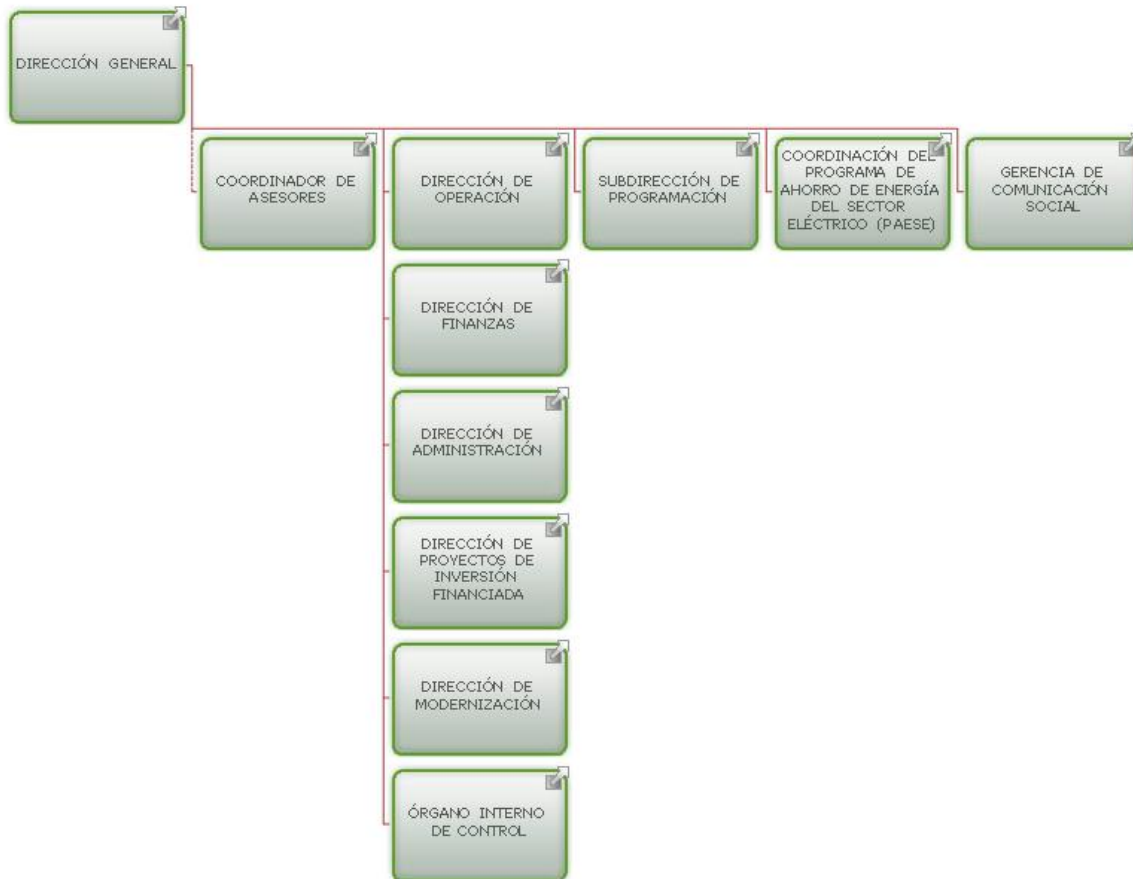 DIRECCIÓN GENERAL
COORDINADOR DE
ASESORES
DIRECCIÓN DE
OPERACIÓN
SUBDIRECCIÓN DE
PROGRAMACIÓN
COORDINACIÓN DEL
PROGRAMA DE
AHORRO DE ENERGÍA
DEL SECTOR
ELÉCTRICO (PAESE)
GERENCIA DE
COMUNICACIÓN
SOCIAL
DIRECCIÓN DE
FINANZAS
DIRECCIÓN DE
ADMINISTRACIÓN
DIRECCIÓN DE
PROYECTOS DE
INVERSIÓN
FINANCIADA
DIRECCIÓN DE
MODERNIZACIÓN
ÓRGANO INTERNO
DE CONTROL